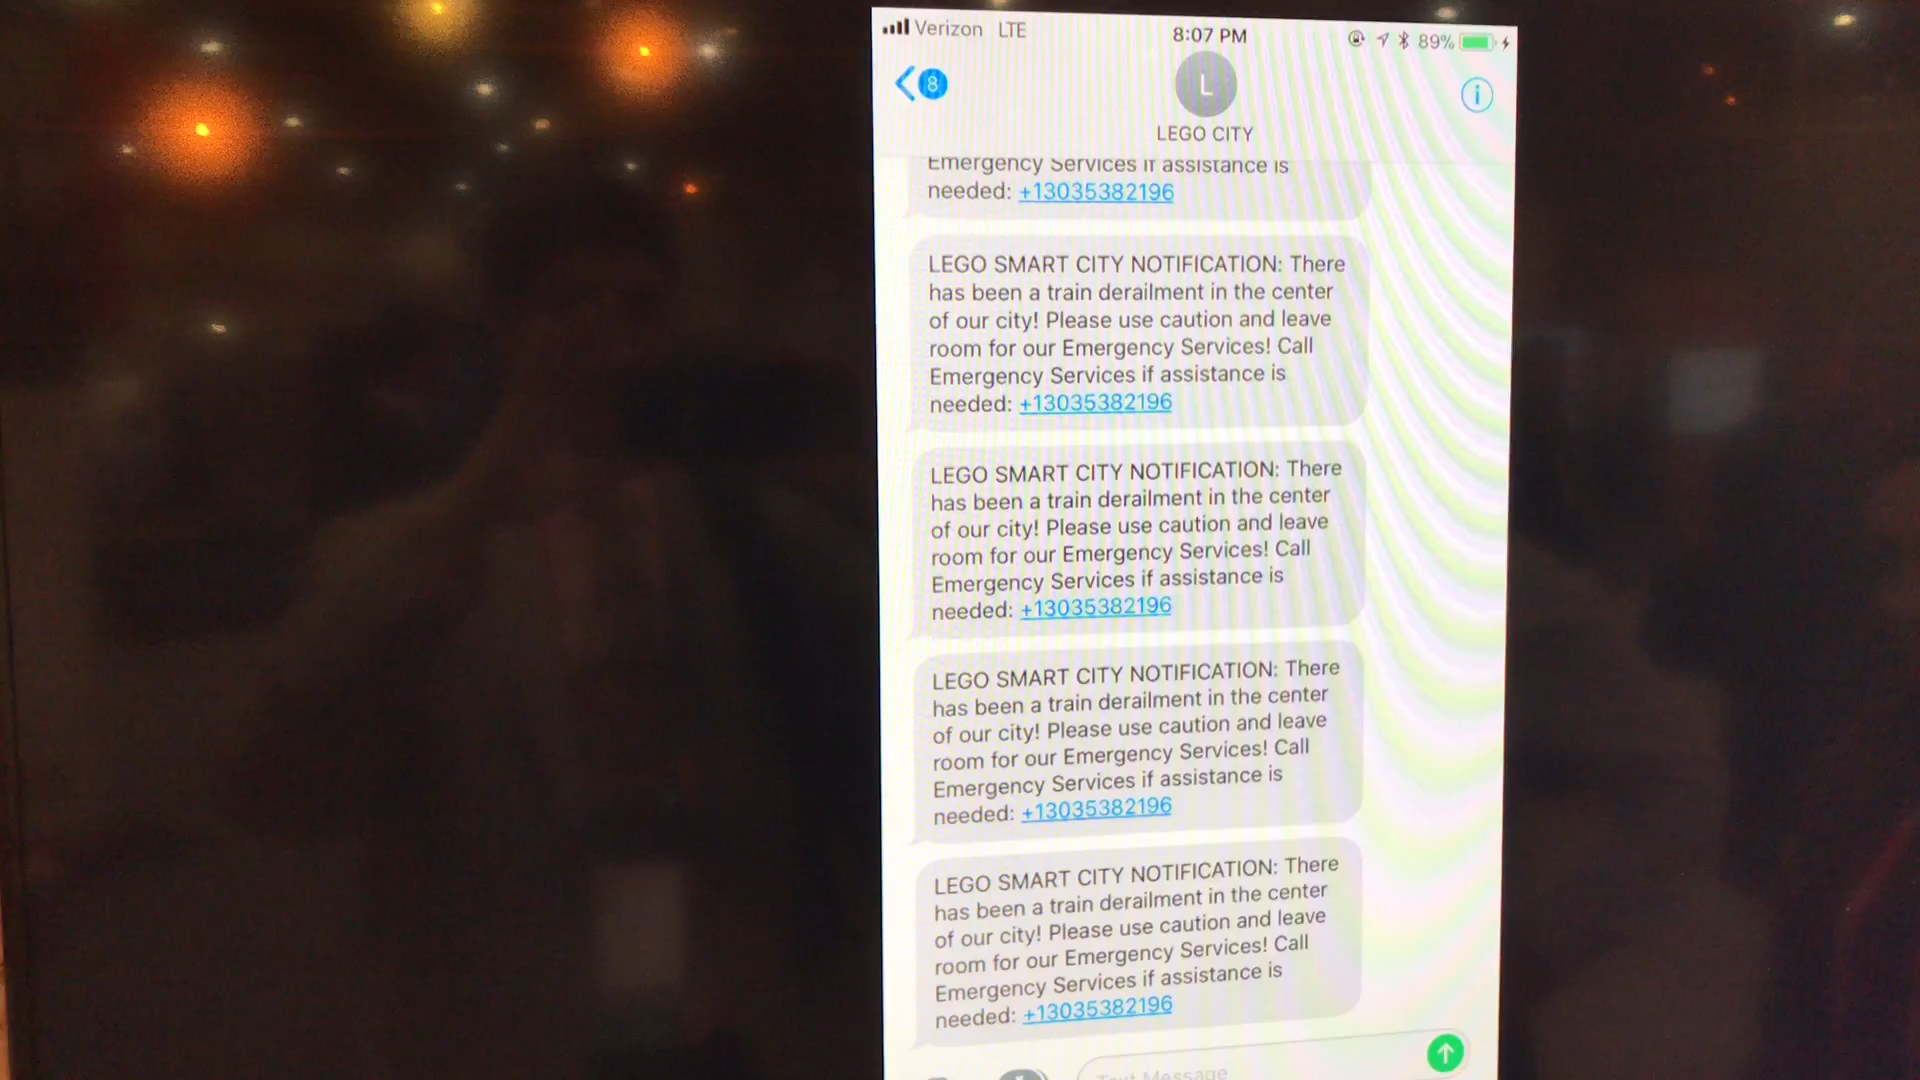 Verizon LTE
8:07 PM
89%
8
L
LEGO CITY
Emergency Services if assistance is
needed: +13035382196
LEGO SMART CITY NOTIFICATION: There
has been a train derailment in the center
of our city! Please use caution and leave
room for our Emergency Services! Call
Emergency Services if assistance is
needed: +13035382196
LEGO SMART CITY NOTIFICATION: There
has been a train derailment in the center
of our city! Please use caution and leave
room for our Emergency Services! Call
Emergency Services if assistance is
needed: +13035382196
LEGO SMART CITY NOTIFICATION: There
has been a train derailment in the center
of our city! Please use caution and leave
room for our Emergency Services! Call
Emergency Services if assistance is
needed: +13035382196
LEGO SMART CITY NOTIFICATION: There
has been a train derailment in the center
of our city! Please use caution and leave
room for our Emergency Services! Call
Emergency Services if assistance is
needed: +13035382196
Text Message